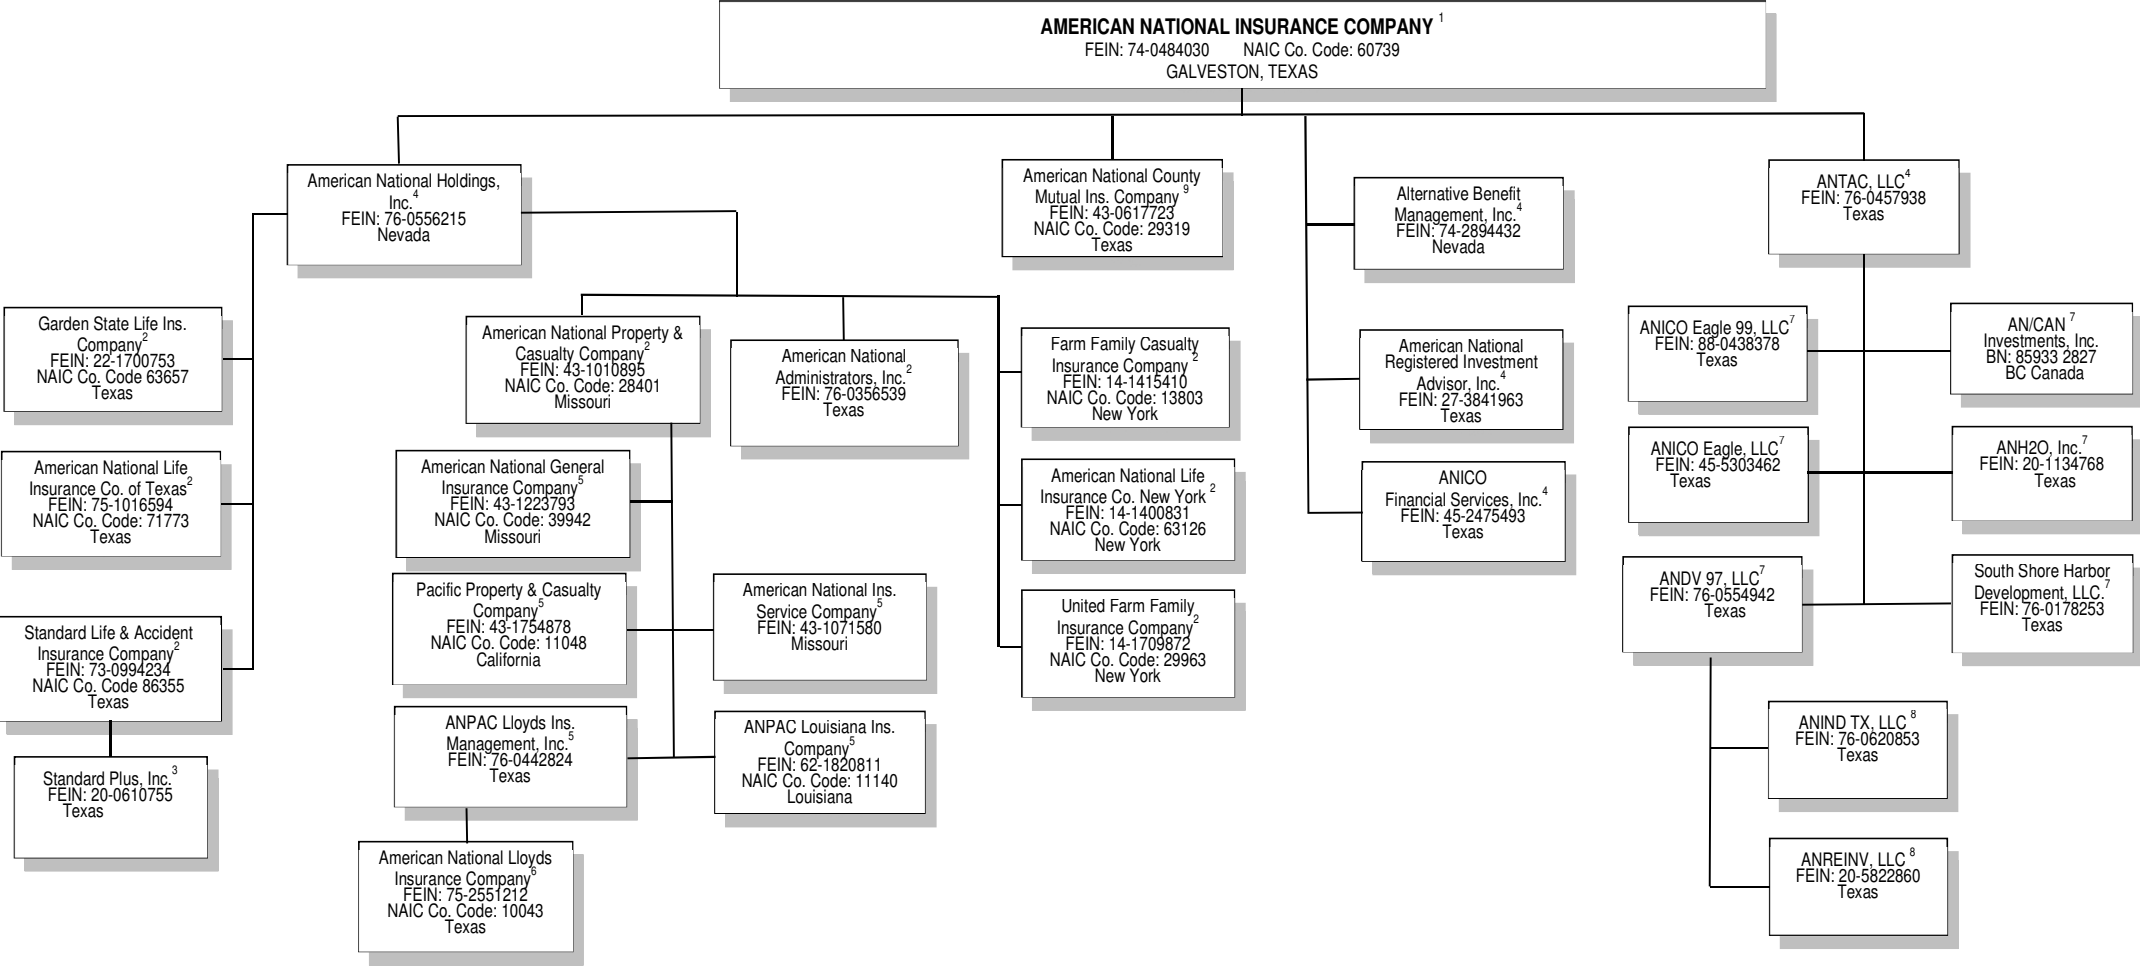 AMERICAN NATIONAL INSURANCE COMPANY 1
FEIN: 74-0484030 NAIC Co. Code: 60739
GALVESTON, TEXAS
American National Holdings,
Inc.4
FEIN: 76-0556215
Nevada
American National County
Mutual Ins. Company 9
FEIN: 43-0617723
NAIC Co. Code: 29319
Texas
Alternative Benefit
Management, Inc.4
FEIN: 74-2894432
Nevada
ANTAC, LLC4
FEIN: 76-0457938
Texas
Garden State Life Ins.
Company2
FEIN: 22-1700753
NAIC Co. Code 63657
Texas
American National Property &
Casualty Company2
FEIN: 43-1010895
NAIC Co. Code: 28401
Missouri
American National
Administrators, Inc.2
FEIN: 76-0356539
Texas
Farm Family Casualty
Insurance Company 2
FEIN: 14-1415410
NAIC Co. Code: 13803
New York
American National
Registered Investment
Advisor, Inc.4
FEIN: 27-3841963
Texas
ANICO Eagle 99, LLC7
FEIN: 88-0438378
Texas
AN/CAN 7
Investments, Inc.
BN: 85933 2827
BC Canada
American National Life
Insurance Co. of Texas2
FEIN: 75-1016594
NAIC Co. Code: 71773
Texas
American National General
Insurance Company5
FEIN: 43-1223793
NAIC Co. Code: 39942
Missouri
American National Life
Insurance Co. New York 2
FEIN: 14-1400831
NAIC Co. Code: 63126
New York
ANICO
Financial Services, Inc.4
FEIN: 45-2475493
Texas
ANICO Eagle, LLC7
FEIN: 45-5303462
Texas
ANH2O, Inc.7
FEIN: 20-1134768
Texas
Pacific Property & Casualty
Company5
FEIN: 43-1754878
NAIC Co. Code: 11048
California
American National Ins.
Service Company5
FEIN: 43-1071580
Missouri
United Farm Family
Insurance Company2
FEIN: 14-1709872
NAIC Co. Code: 29963
New York
ANDV 97, LLC7
FEIN: 76-0554942
Texas
South Shore Harbor
Development, LLC.7
FEIN: 76-0178253
Texas
Standard Life & Accident
Insurance Company2
FEIN: 73-0994234
NAIC Co. Code 86355
Texas
ANPAC Lloyds Ins.
Management, Inc.5
FEIN: 76-0442824
Texas
ANPAC Louisiana Ins.
Company5
FEIN: 62-1820811
NAIC Co. Code: 11140
Louisiana
ANIND TX, LLC 8
FEIN: 76-0620853
Texas
Standard Plus, Inc.3
FEIN: 20-0610755
Texas
American National Lloyds
Insurance Company6
FEIN: 75-2551212
NAIC Co. Code: 10043
Texas
ANREINV, LLC 8
FEIN: 20-5822860
Texas